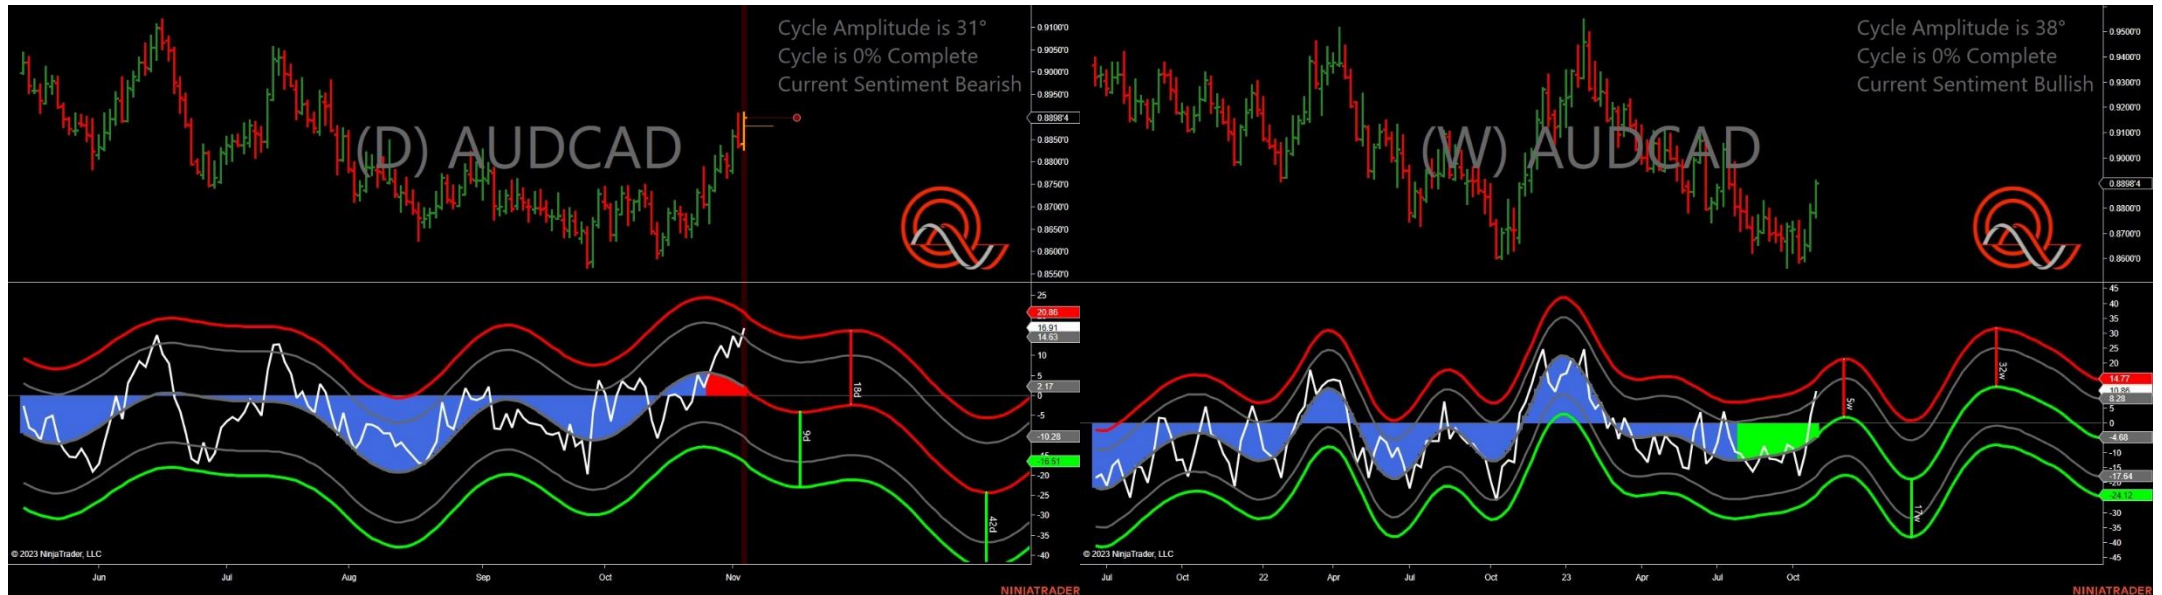 Cycle Amplitude is 31°
Cycle is 0% Complete
Current Sentiment Bearish
(D) AUDCAD
0.9100'0
0.9050'0
0.9000'0
0.8950'0
0.8898'4
0.8850'0
0.8800'0
0.8750'0
0.8700'0
0.8650'0
0.8600'0
0.8550'0
25
20.86
16.91
14.63
10
5
2.17
0
-5
-10.28
-16.51
-20
-25
-30
-35
-40
18d
9d
42d
© 2023 NinjaTrader, LLC
Jun Jul Aug Sep Oct Nov
NINJATRADER
Cycle Amplitude is 38°
Cycle is 0% Complete
Current Sentiment Bullish
(W) AUDCAD
0.9500'0
0.9400'0
0.9300'0
0.9200'0
0.9100'0
0.9000'0
0.8898'4
0.8800'0
0.8700'0
0.8600'0
45
40
35
30
25
20
14.77
10.86
8.28
5
0
-4.68
-10
-17.64
-20
-24.12
-30
-35
-40
-45
5w
32w
17w
© 2023 NinjaTrader, LLC
Jul Oct 22 Apr Jul Oct 23 Apr Jul Oct
NINJATRADER